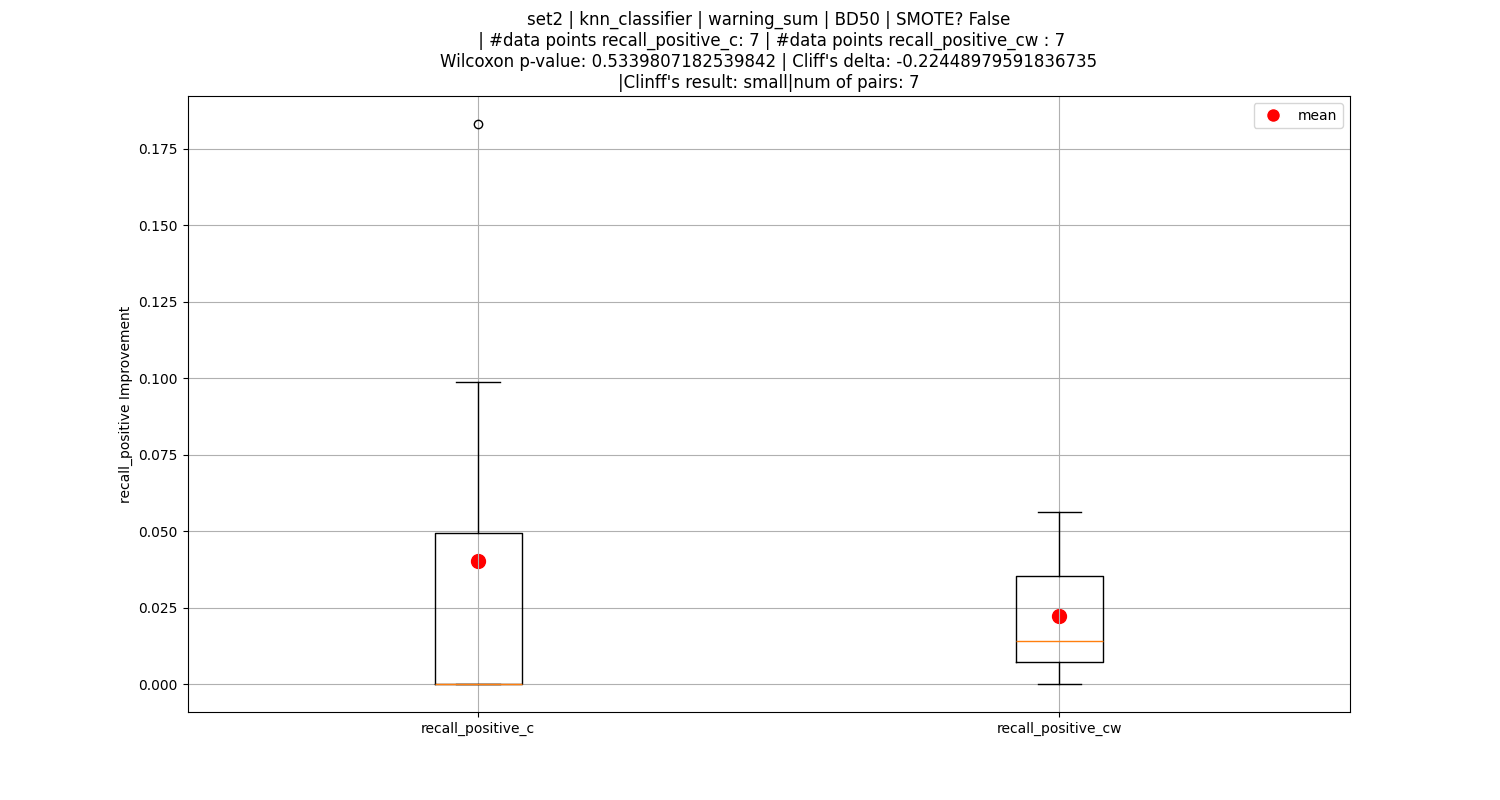 set2 | knn_classifier | warning_sum | BD50 | SMOTE? False
| #data points recall_positive_c: 7 | #data points recall_positive_cw : 7
Wilcoxon p-value: 0.5339807182539842 | Cliff's delta: -0.22448979591836735
|Clinff's result: small|num of pairs: 7
mean
0.175
0.150
0.125
0.100
0.075
0.050
0.025
0.000
recall_positive Improvement
recall_positive_c
recall_positive_cw